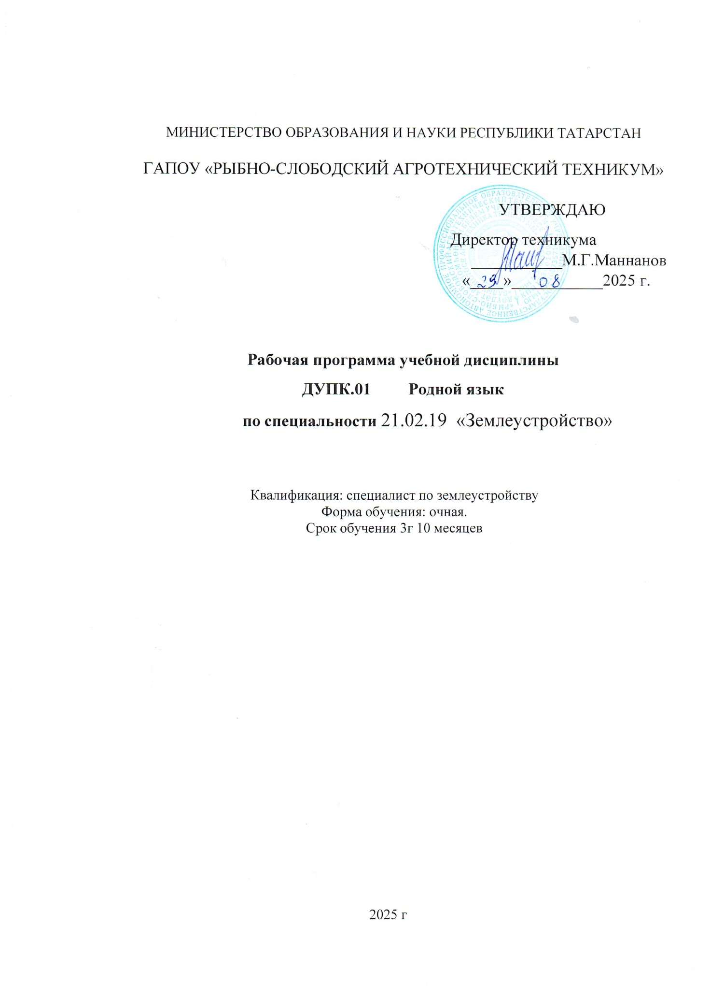 МИНИСТЕРСТВО ОБРАЗОВАНИЯ И НАУКИ РЕСПУБЛИКИ ТАТАРСТАН
ГАПОУ «РЫБНО-СЛОБОДСКИЙ АГРОТЕХНИЧЕСКИЙ ТЕХНИКУМ»
УТВЕРЖДАЮ
Директор техникума
М.Г.Маннанов
«29» 08 2025 г.
Рабочая программа учебной дисциплины
ДУПК.01 Родной язык
по специальности 21.02.19 «Землеустройство»
Квалификация: специалист по землеустройству
Форма обучения: очная.
Срок обучения 3г 10 месяцев
2025 г